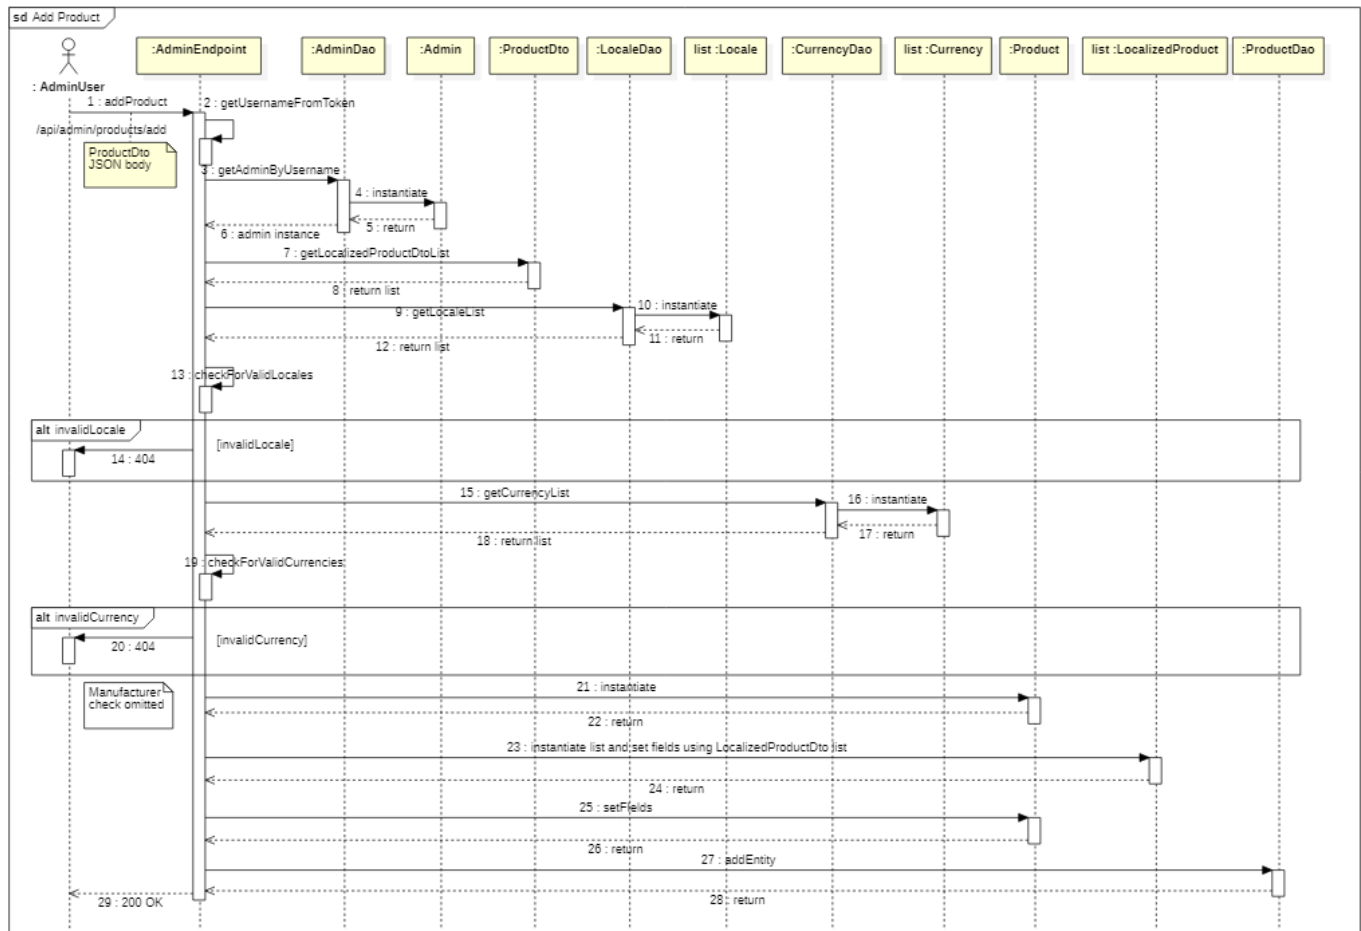 sd Add Product
:AdminEndpoint
:AdminDao
:Admin
:ProductDto
:LocaleDao
list :Locale
:CurrencyDao
list :Currency
:Product
list :LocalizedProduct
:ProductDao
: AdminUser
1 : addProduct
2 : getUsernameFromToken
/api/admin/products/add
ProductDto
JSON body
3 : getAdminByUsername
4 : instantiate
5 : return
6 : admin instance
7 : getLocalizedProductDtoList
8 : return list
9 : getLocaleList
10 : instantiate
11 : return
12 : return list
13 : checkForValidLocales
alt invalidLocale
[invalidLocale]
14 : 404
15 : getCurrencyList
16 : instantiate
17 : return
18 : return list
19 : checkForValidCurrencies
alt invalidCurrency
[invalidCurrency]
20 : 404
21 : instantiate
Manufacturer
check omitted
22 : return
23 : instantiate list and set fields using LocalizedProductDto list
24 : return
25 : setFields
26 : return
27 : addEntity
28 : return
29 : 200 OK